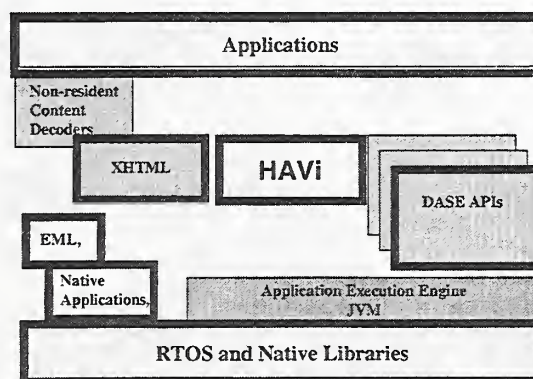 Applications
Non-resident
Content
Decoders
XHTML
HAVi
DASE APIs
EML,
Native
Applications,
Application Execution Engine
JVM
RTOS and Native Libraries